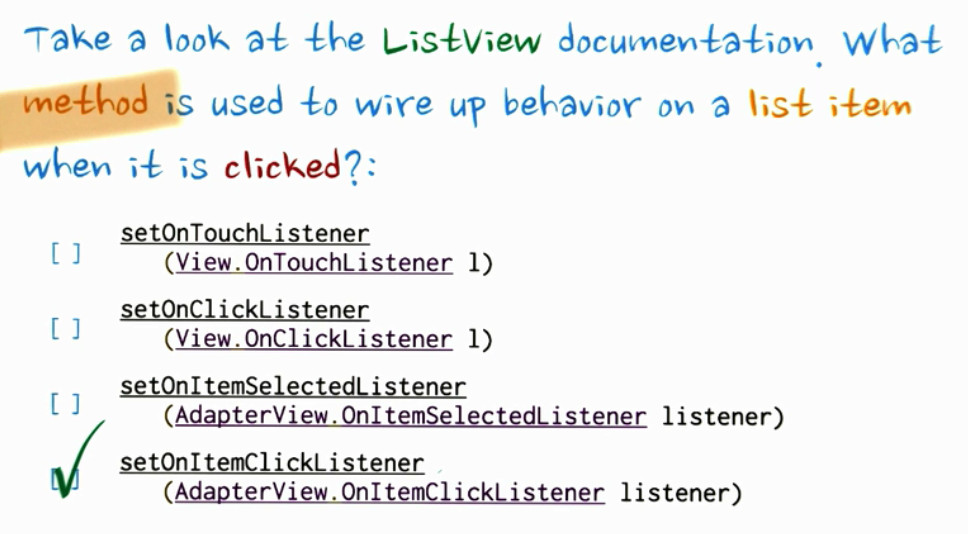 Take a look at the ListView documentation. What
method is used to wire up behavior on a list item
when it is clicked?:
setOnTouchListener
[ ] (View.OnTouchListener l)
setOnClickListener
[ ] (View.OnClickListener l)
setOnItemSelectedListener
[ ] (AdapterView.OnItemSelectedListener listener)
setOnItemClickListener
[✓] (AdapterView.OnItemClickListener listener)